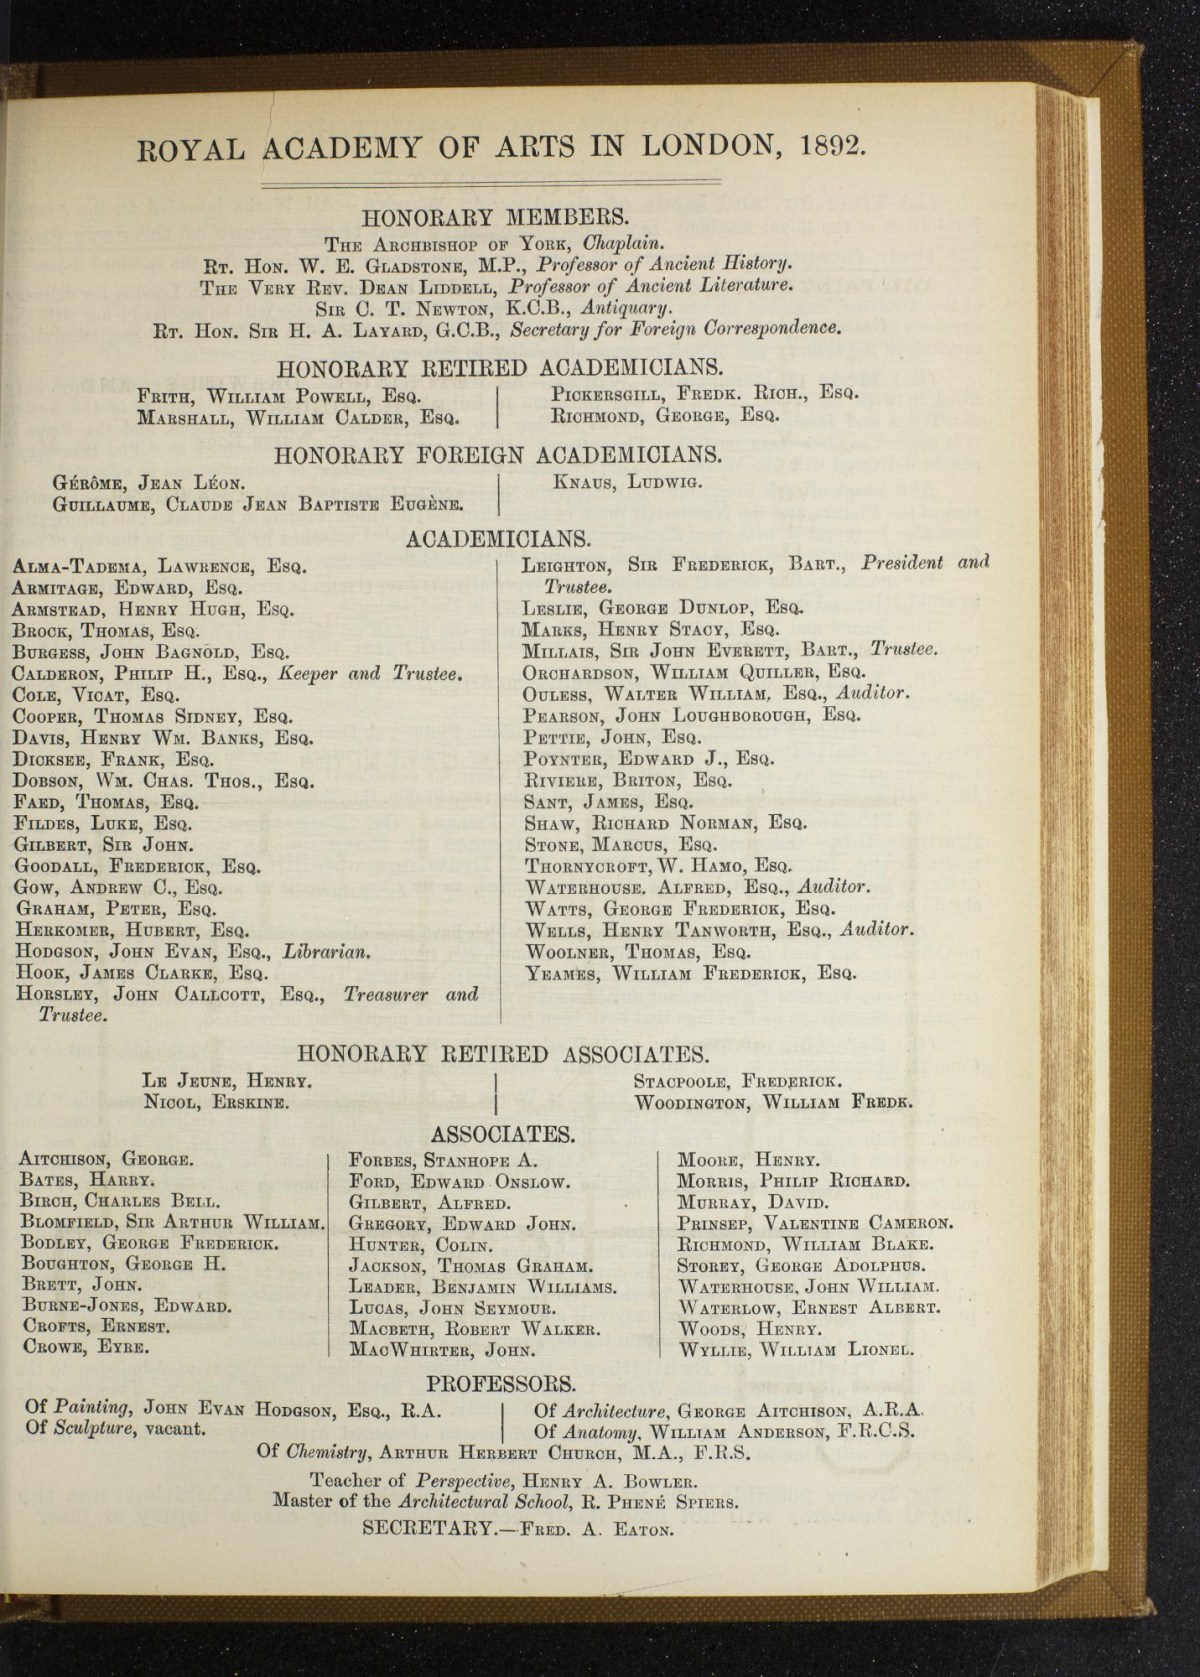 ROYAL ACADEMY OF ARTS IN LONDON, 1892.
HONORARY MEMBERS.
THE ARCHBISHOP OF YORK, Chaplain.
RT. HON. W. E. GLADSTONE, M.P., Professor of Ancient History.
THE VERY REV. DEAN LIDDELL, Professor of Ancient Literature.
SIR C. T. NEWTON, K.C.B., Antiquary.
RT. HON. SIR H. A. LAYARD, G.C.B., Secretary for Foreign Correspondence.
HONORARY RETIRED ACADEMICIANS.
FRITH, WILLIAM POWELL, ESQ.
MARSHALL, WILLIAM CALDER, ESQ.
PICKERSGILL, FREDK. RICH., ESQ.
RICHMOND, GEORGE, ESQ.
HONORARY FOREIGN ACADEMICIANS.
GÉRÔME, JEAN LÉON.
GUILLAUME, CLAUDE JEAN BAPTISTE EUGÈNE.
KNAUS, LUDWIG.
ACADEMICIANS.
ALMA-TADEMA, LAWRENCE, ESQ.
ARMITAGE, EDWARD, ESQ.
ARMSTEAD, HENRY HUGH, ESQ.
BROCK, THOMAS, ESQ.
BURGESS, JOHN BAGNOLD, ESQ.
CALDERON, PHILIP H., ESQ., Keeper and Trustee.
COLE, VICAT, ESQ.
COOPER, THOMAS SIDNEY, ESQ.
DAVIS, HENRY WM. BANKS, ESQ.
DICKSEE, FRANK, ESQ.
DOBSON, WM. CHAS. THOS., ESQ.
FAED, THOMAS, ESQ.
FILDES, LUKE, ESQ.
GILBERT, SIR JOHN.
GOODALL, FREDERICK, ESQ.
GOW, ANDREW C., ESQ.
GRAHAM, PETER, ESQ.
HERKOMER, HUBERT, ESQ.
HODGSON, JOHN EVAN, ESQ., Librarian.
HOOK, JAMES CLARKE, ESQ.
HORSLEY, JOHN CALLCOTT, ESQ., Treasurer and
Trustee.
LEIGHTON, SIR FREDERICK, BART., President and
Trustee.
LESLIE, GEORGE DUNLOP, ESQ.
MARKS, HENRY STACY, ESQ.
MILLAIS, SIR JOHN EVERETT, BART., Trustee.
ORCHARDSON, WILLIAM QUILLER, ESQ.
OULESS, WALTER WILLIAM, ESQ., Auditor.
PEARSON, JOHN LOUGHBOROUGH, ESQ.
PETTIE, JOHN, ESQ.
POYNTER, EDWARD J., ESQ.
RIVIERE, BRITON, ESQ.
SANT, JAMES, ESQ.
SHAW, RICHARD NORMAN, ESQ.
STONE, MARCUS, ESQ.
THORNYCROFT, W. HAMO, ESQ.
WATERHOUSE, ALFRED, ESQ., Auditor.
WATTS, GEORGE FREDERICK, ESQ.
WELLS, HENRY TANWORTH, ESQ., Auditor.
WOOLNER, THOMAS, ESQ.
YEAMES, WILLIAM FREDERICK, ESQ.
HONORARY RETIRED ASSOCIATES.
LE JEUNE, HENRY.
NICOL, ERSKINE.
STACPOOLE, FREDERICK.
WOODINGTON, WILLIAM FREDK.
ASSOCIATES.
AITCHISON, GEORGE.
BATES, HARRY.
BIRCH, CHARLES BELL.
BLOMFIELD, SIR ARTHUR WILLIAM.
BODLEY, GEORGE FREDERICK.
BOUGHTON, GEORGE H.
BRETT, JOHN.
BURNE-JONES, EDWARD.
CROFTS, ERNEST.
CROWE, EYRE.
FORBES, STANHOPE A.
FORD, EDWARD ONSLOW.
GILBERT, ALFRED.
GREGORY, EDWARD JOHN.
HUNTER, COLIN.
JACKSON, THOMAS GRAHAM.
LEADER, BENJAMIN WILLIAMS.
LUCAS, JOHN SEYMOUR.
MACBETH, ROBERT WALKER.
MACWHIRTER, JOHN.
MOORE, HENRY.
MORRIS, PHILIP RICHARD.
MURRAY, DAVID.
PRINSEP, VALENTINE CAMERON.
RICHMOND, WILLIAM BLAKE.
STOREY, GEORGE ADOLPHUS.
WATERHOUSE, JOHN WILLIAM.
WATERLOW, ERNEST ALBERT.
WOODS, HENRY.
WYLLIE, WILLIAM LIONEL.
PROFESSORS.
Of Painting, JOHN EVAN HODGSON, ESQ., R.A.
Of Sculpture, vacant.
Of Architecture, GEORGE AITCHISON, A.R.A.
Of Anatomy, WILLIAM ANDERSON, F.R.C.S.
Of Chemistry, ARTHUR HERBERT CHURCH, M.A., F.R.S.
Teacher of Perspective, HENRY A. BOWLER.
Master of the Architectural School, R. PHENÉ SPIERS.
SECRETARY.—FRED. A. EATON.